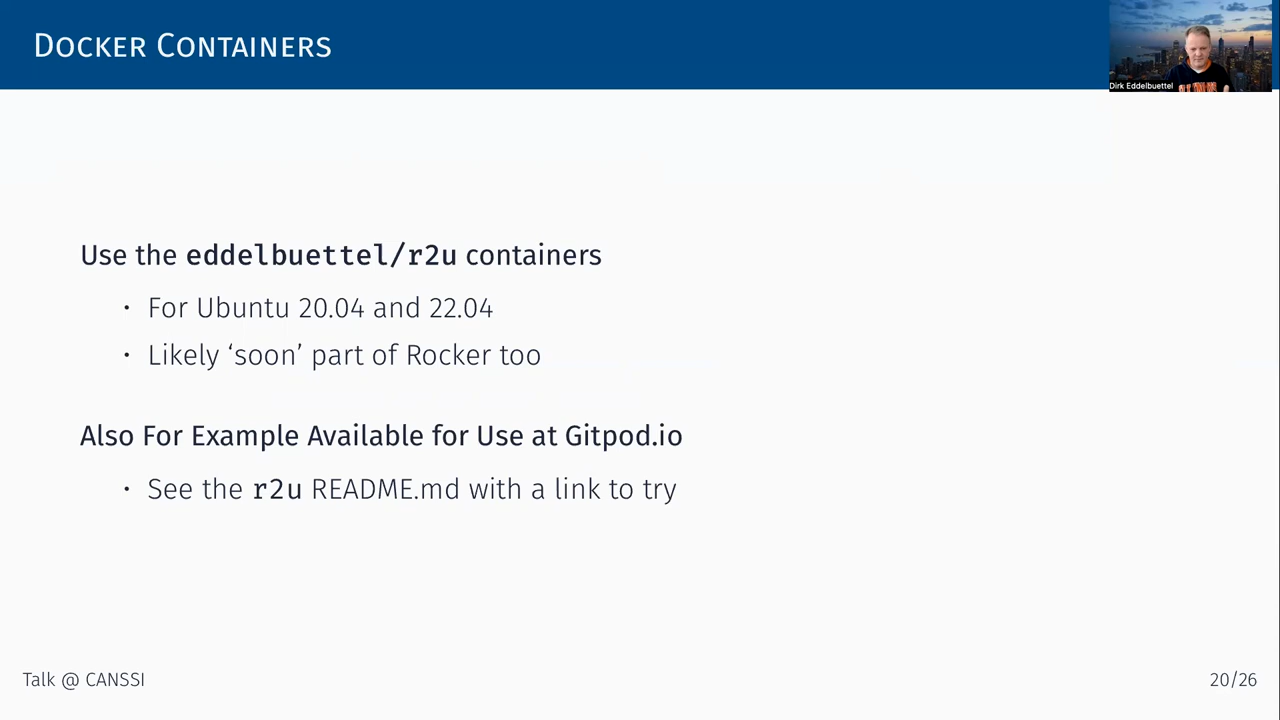 Docker Containers
Dirk Eddelbuettel
Use the eddelbuettel/r2u containers
• For Ubuntu 20.04 and 22.04
• Likely ‘soon’ part of Rocker too
Also For Example Available for Use at Gitpod.io
• See the r2u README.md with a link to try
Talk @ CANSSI
20/26